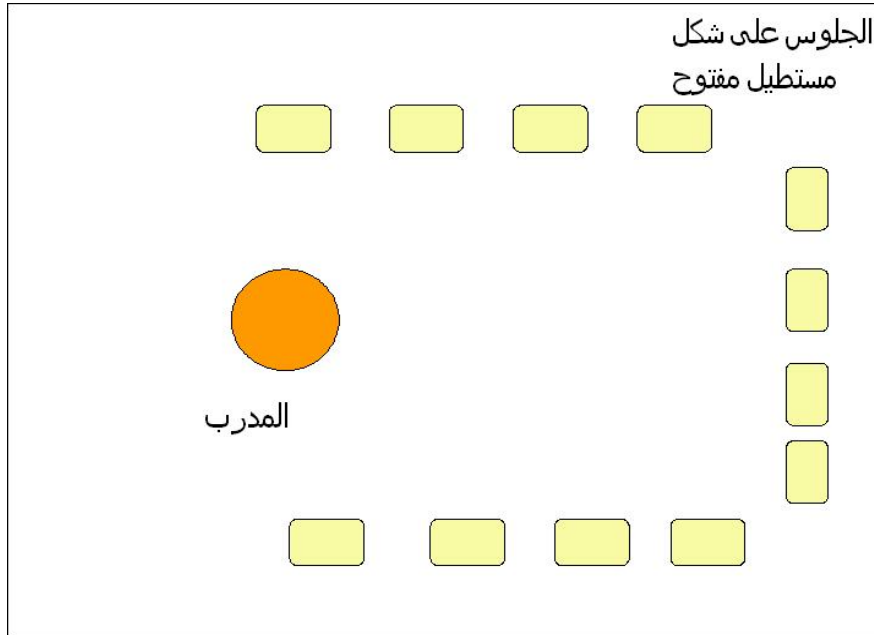 الجلوس على شكل
مستطيل مفتوح
المدرب